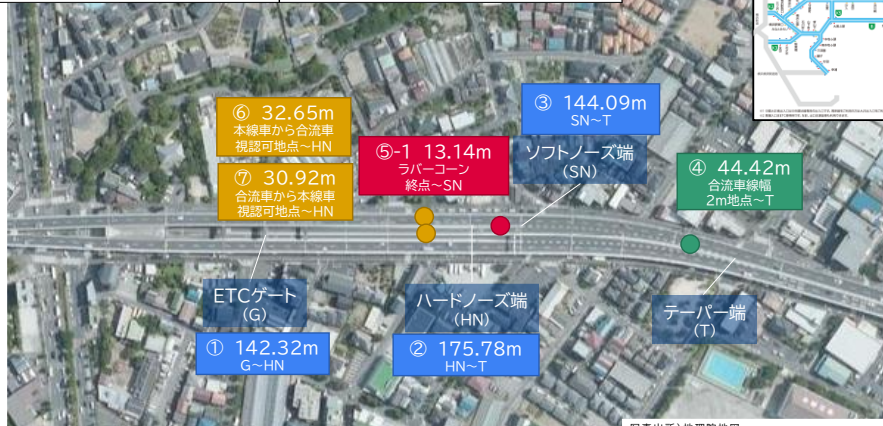 ⑥ 32.65m
本線車から合流車
視認可地点～HN
⑦ 30.92m
合流車から本線車
視認可地点～HN
⑤-1 13.14m
ラバーコーン
終点～SN
③ 144.09m
SN～T
ソフトノーズ端
(SN)
④ 44.42m
合流車線幅
2m地点～T
ETCゲート
(G)
① 142.32m
G～HN
ハードノーズ端
(HN)
② 175.78m
HN～T
テーパー端
(T)